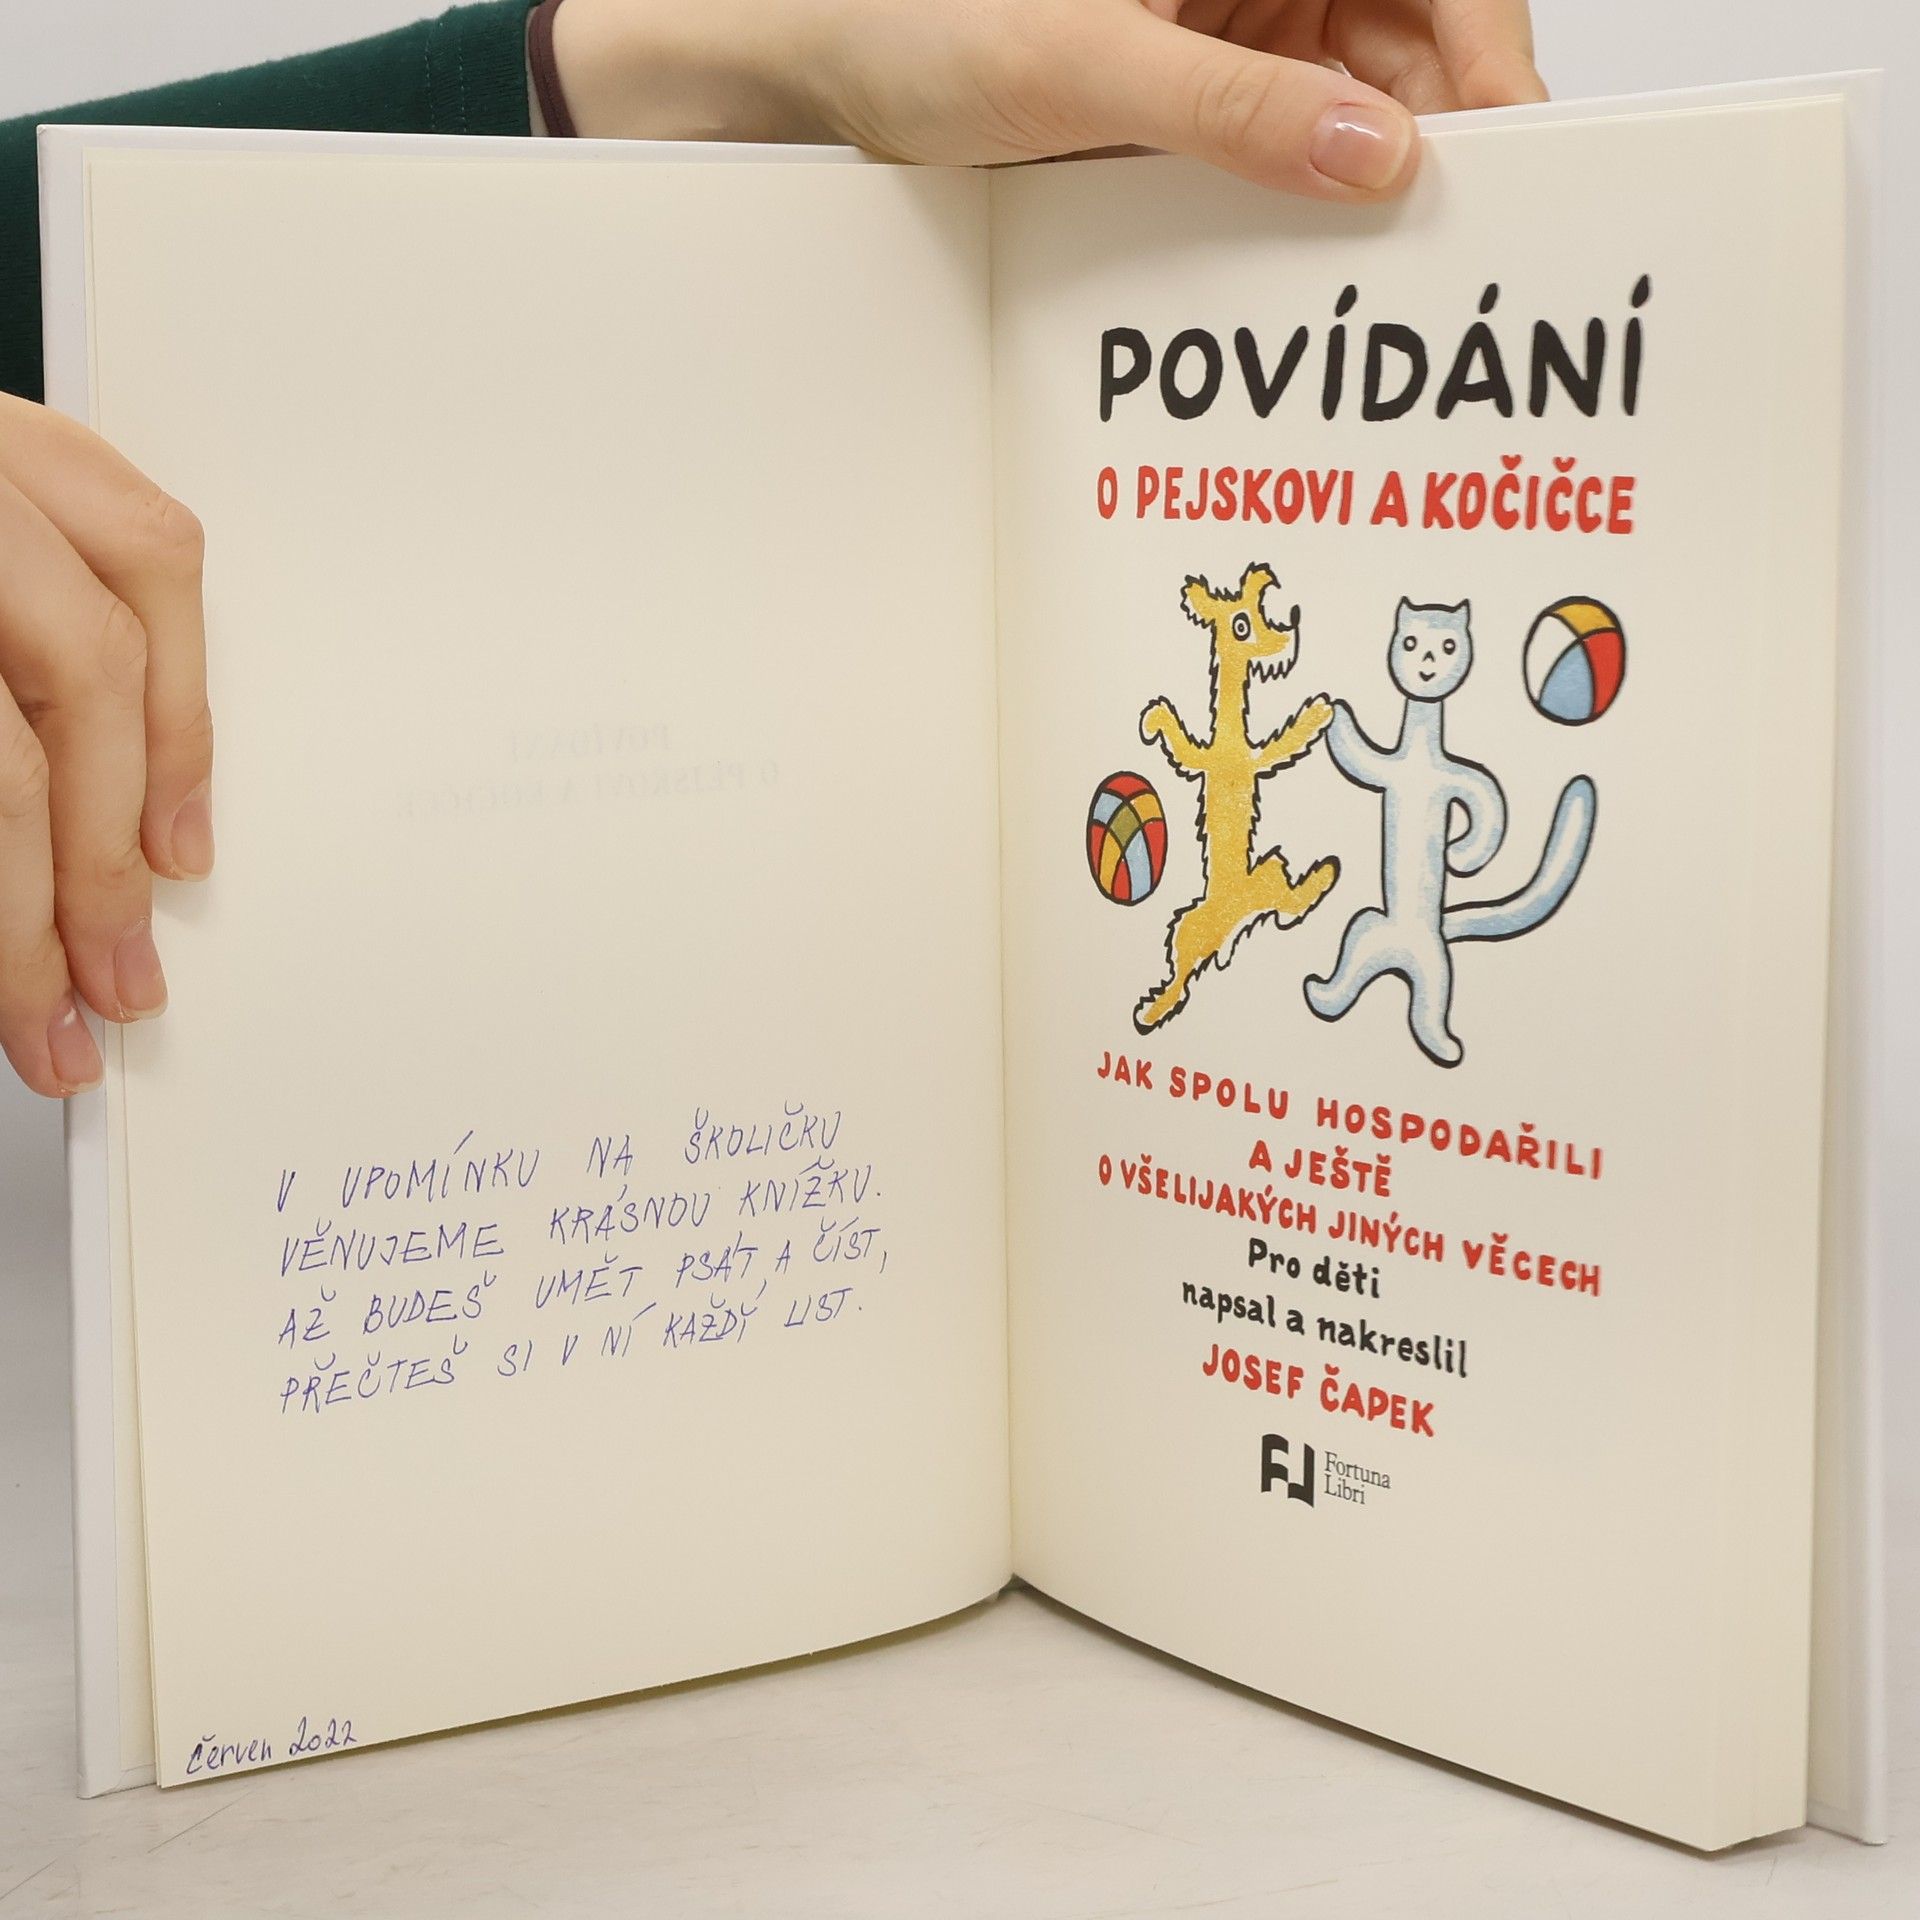 V UPOMÍNKU NA ŠKOLIČKU
VĚNUJEME KRÁSNOU KNÍŽKU.
AŽ BUDEŠ UMĚT PSÁT A ČÍST,
PŘEČTEŠ SI V NÍ KAŽDÝ LIST.
červen 2022
POVÍDÁNÍ
O PEJSKOVI A KOČIČCE
JAK SPOLU HOSPODAŘILI
A JEŠTĚ
O VŠELIJAKÝCH JINÝCH VĚCECH
Pro děti
napsal a nakreslil
JOSEF ČAPEK
Fortuna
Libri